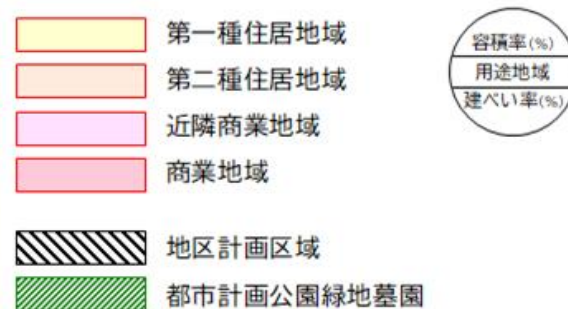 第一種住居地域
第二種住居地域
近隣商業地域
商業地域
地区計画区域
都市計画公園緑地墓園
容積率(%)
用途地域
建ぺい率(%)